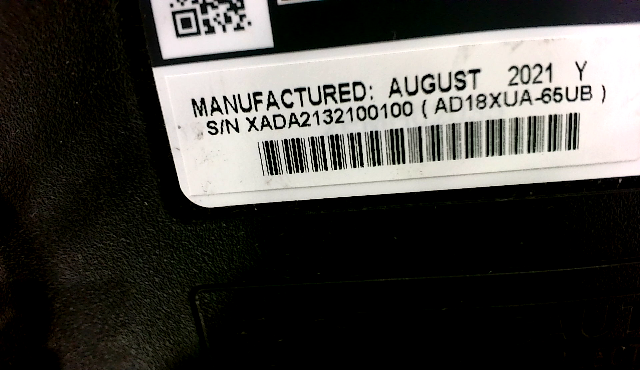 MANUFACTURED: AUGUST 2021 Y
S/N XADA2132100100 ( AD18XUA-65UB )